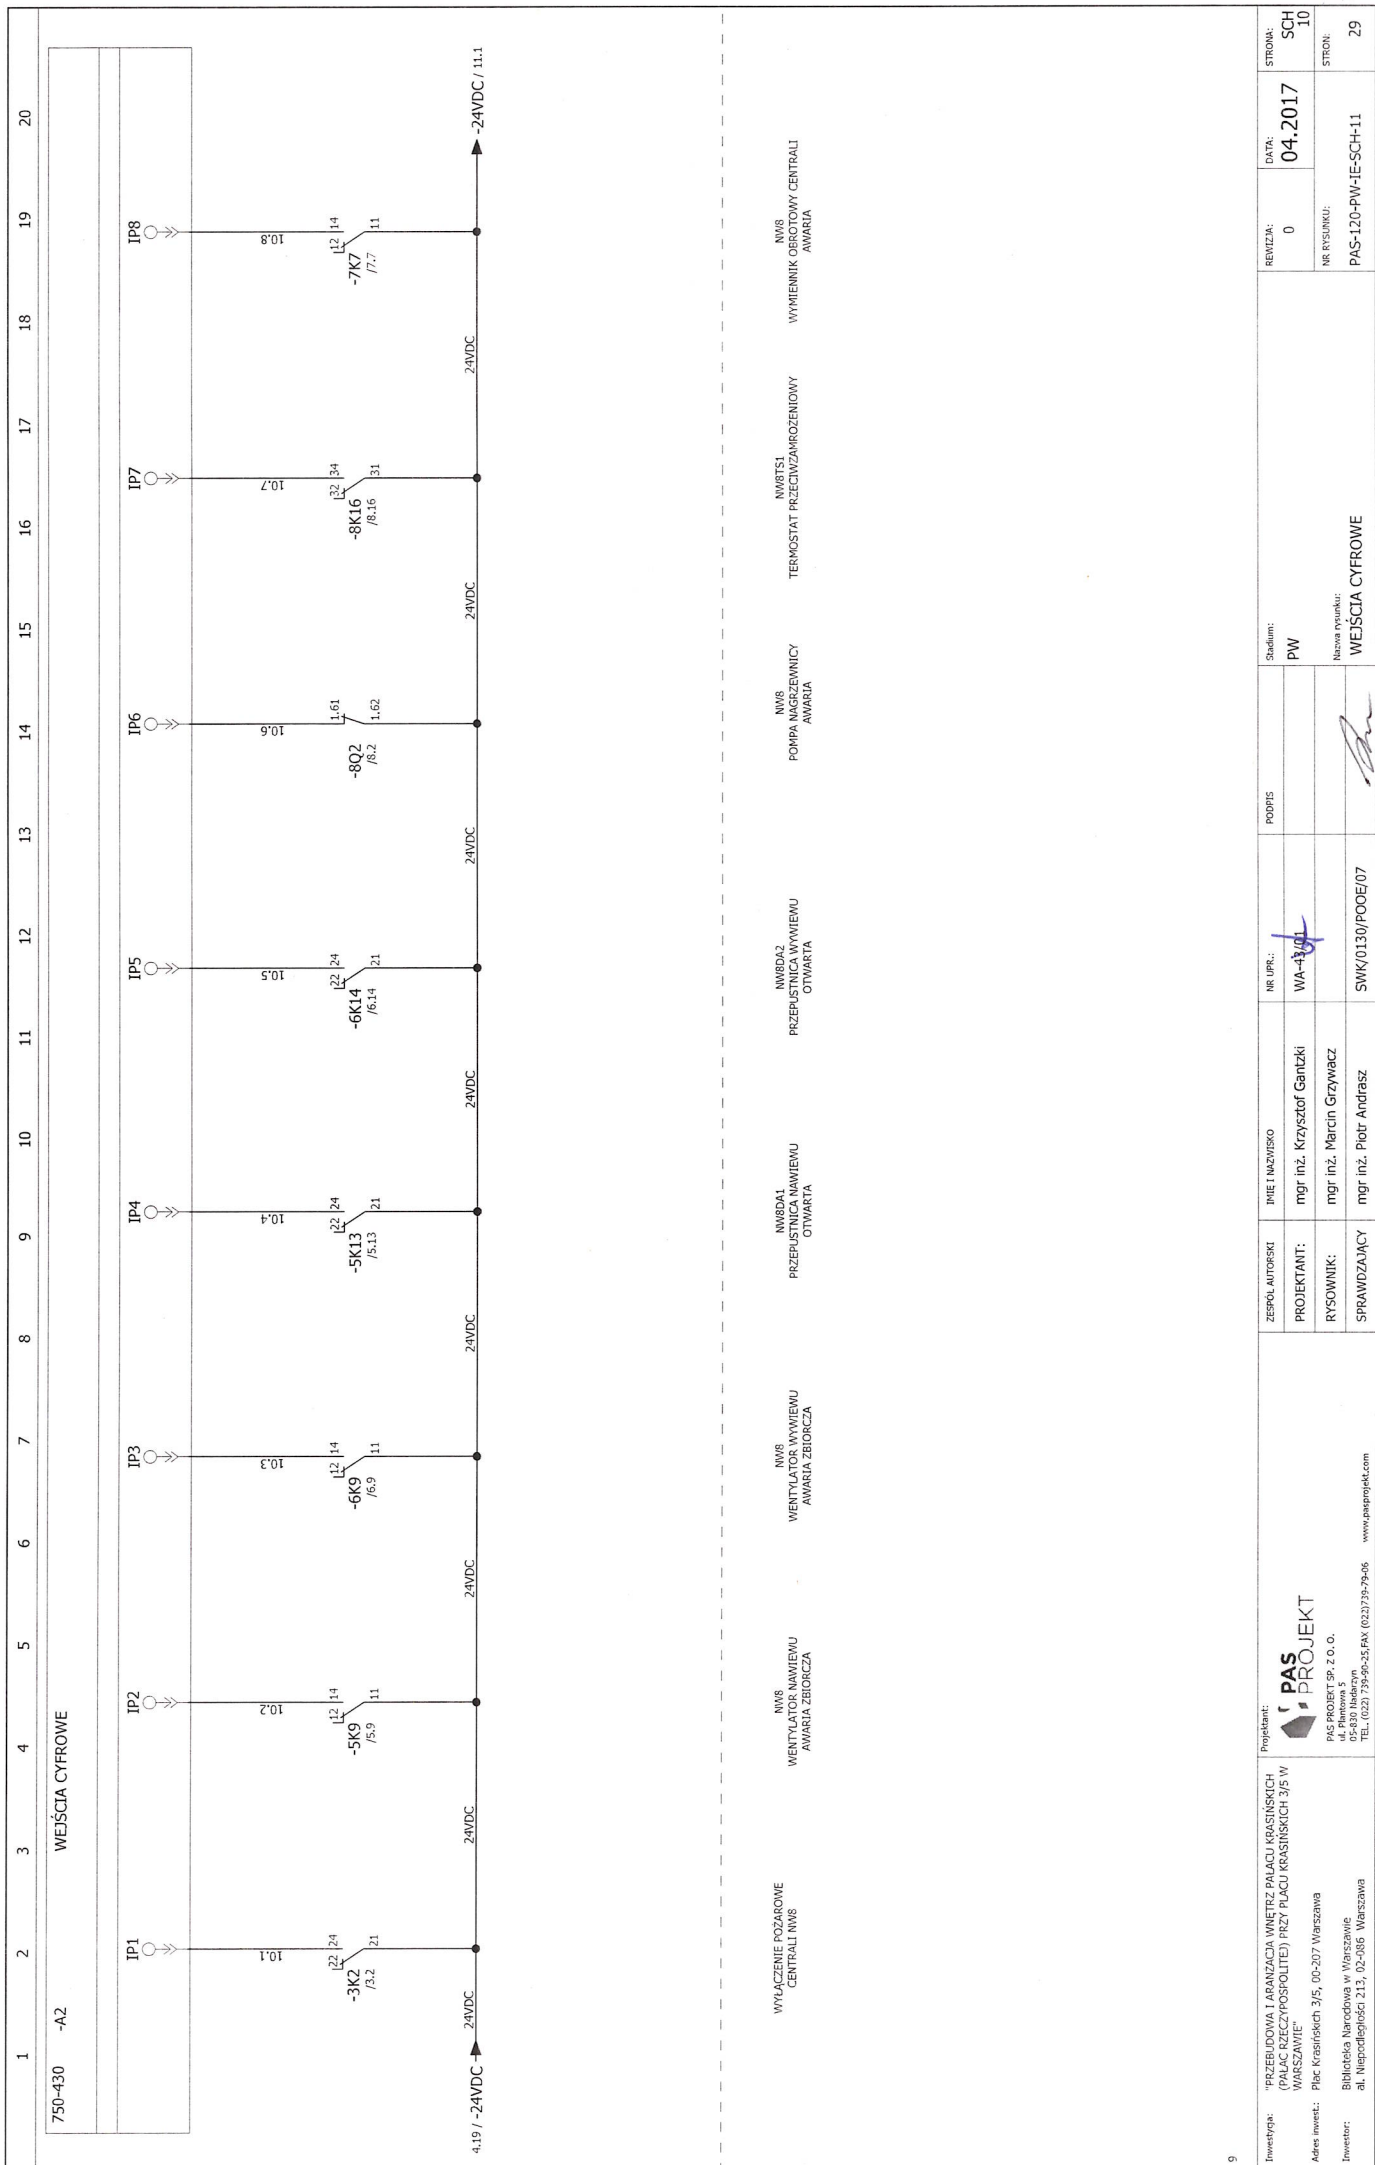 1 2 3 4 5 6 7 8 9 10 11 12 13 14 15 16 17 18 19 20
750-430 -A2 WEJŚCIA CYFROWE
IP1 IP2 IP3 IP4 IP5 IP6 IP7 IP8
10.1 10.2 10.3 10.4 10.5 10.6 10.7 10.8
22 24 12 14 12 14 22 24 22 24 1.61 32 34 12 14
-3K2 -5K9 -6K9 -5K13 -6K14 -8Q2 -8K16 -7K7
/3.2 /5.9 /6.9 /5.13 /6.14 /8.2 /8.16 /7.7
21 11 11 21 21 1.62 31 11
4.19 / -24VDC 24VDC 24VDC 24VDC 24VDC 24VDC 24VDC 24VDC 24VDC -24VDC / 11.1
WYŁĄCZENIE POŻAROWE
CENTRALI NW8
NW8
WENTYLATOR NAWIEWU
AWARIA ZBIORCZA
NW8
WENTYLATOR WYWIEWU
AWARIA ZBIORCZA
NW8DA1
PRZEPUSTNICA NAWIEWU
OTWARTA
NW8DA2
PRZEPUSTNICA WYWIEWU
OTWARTA
NW8
POMPA NAGRZEWNICY
AWARIA
NW8TS1
TERMOSTAT PRZECIWZAMROŻENIOWY
NW8
WYMIENNIK OBROTOWY CENTRALI
AWARIA
9
Inwestycja: "PRZEBUDOWA I ARANŻACJA WNĘTRZ PAŁACU KRASIŃSKICH
(PAŁAC RZECZYPOSPOLITEJ) PRZY PLACU KRASIŃSKICH 3/5 W
WARSZAWIE"
Adres inwest.: Plac Krasińskich 3/5, 00-207 Warszawa
Inwestor: Biblioteka Narodowa w Warszawie
al. Niepodległości 213, 02-086 Warszawa
Projektant:
PAS
PROJEKT
PAS PROJEKT SP. Z O. O.
ul. Plantowa 5
05-830 Nadarzyn
TEL. (022) 739-90-25,FAX (022)739-79-06 www.pasprojekt.com
ZESPÓŁ AUTORSKI IMIĘ I NAZWISKO NR UPR.: PODPIS
PROJEKTANT: mgr inż. Krzysztof Gantzki WA-43/01
RYSOWNIK: mgr inż. Marcin Grzywacz
SPRAWDZAJĄCY mgr inż. Piotr Andrasz SWK/0130/POOE/07
Stadium:
PW
Nazwa rysunku:
WEJŚCIA CYFROWE
REWIZJA: DATA: STRONA:
0 04.2017 SCH
10
NR RYSUNKU: STRON:
PAS-120-PW-IE-SCH-11 29